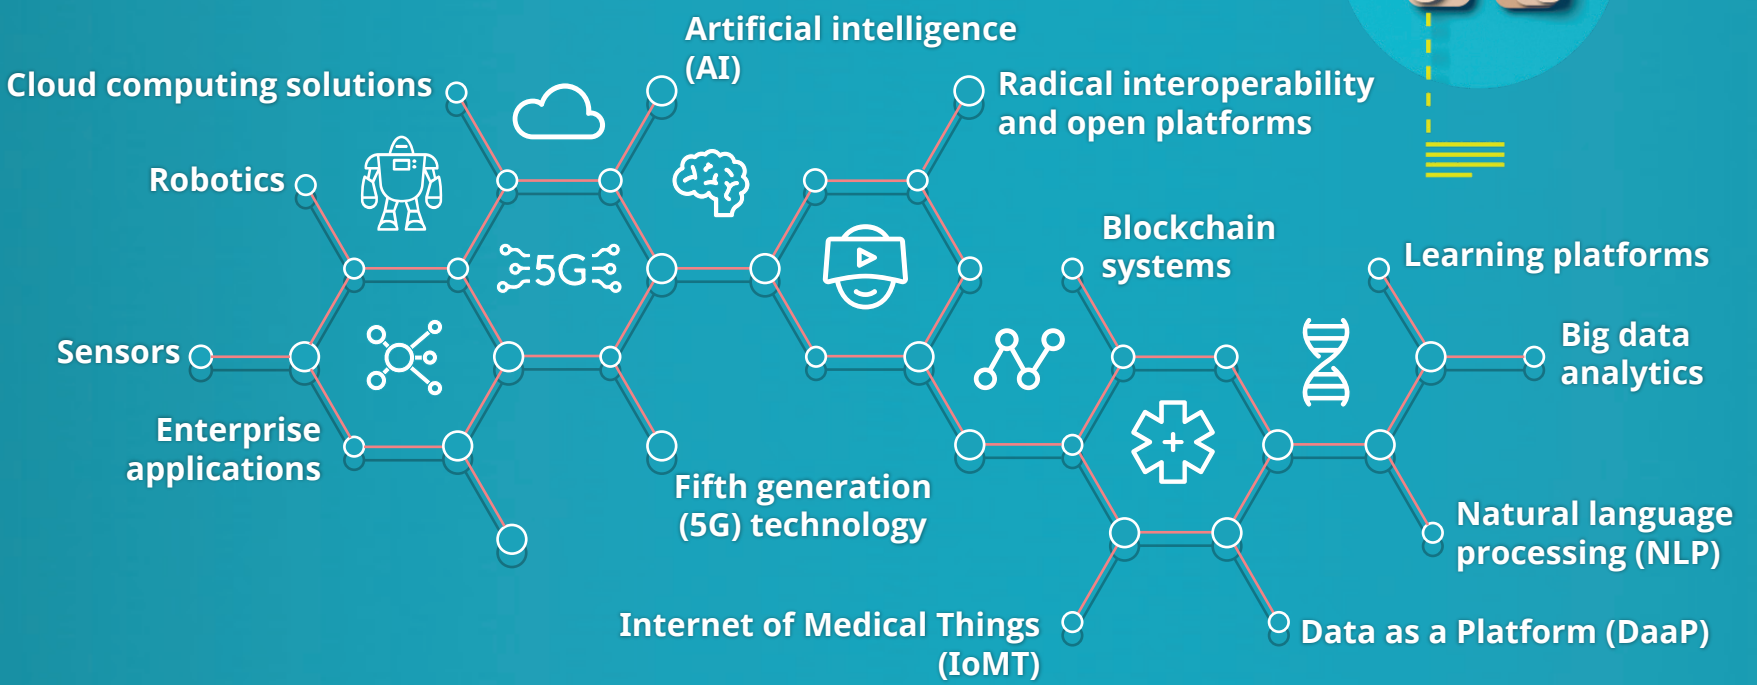 Artificial intelligence
(AI)
Cloud computing solutions
Radical interoperability
and open platforms
Robotics
Blockchain
systems
Learning platforms
5G
Sensors
Big data
analytics
Enterprise
applications
Fifth generation
(5G) technology
Natural language
processing (NLP)
Internet of Medical Things
(IoMT)
Data as a Platform (DaaP)